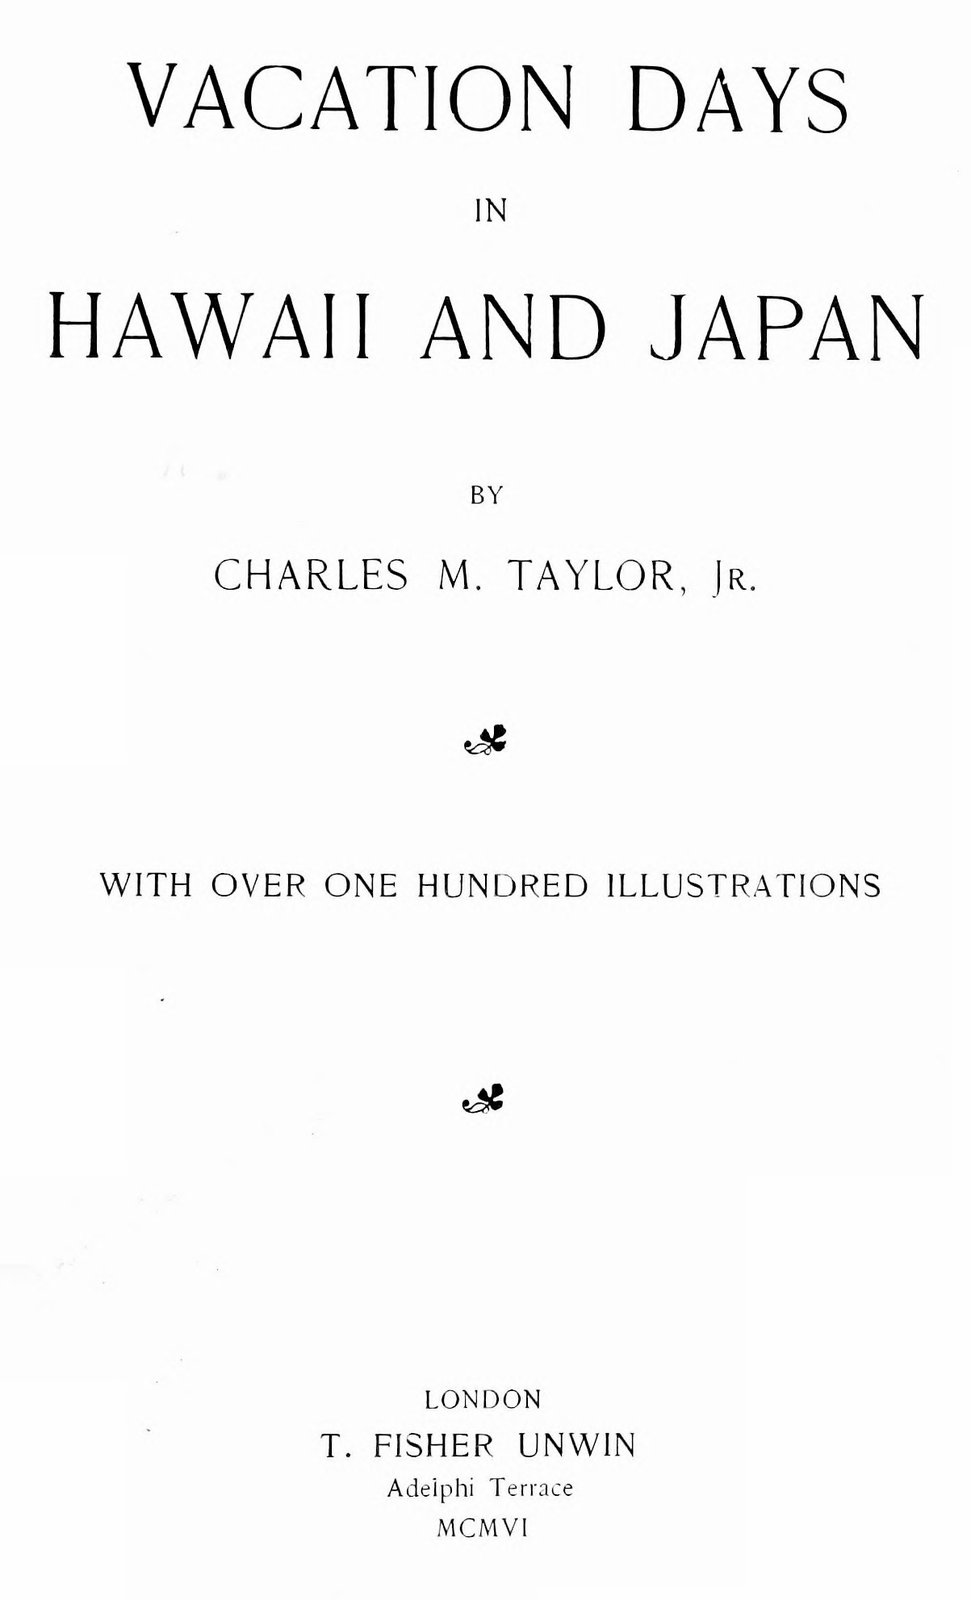 VACATION DAYS
IN
HAWAII AND JAPAN
BY
CHARLES M. TAYLOR, JR.
WITH OVER ONE HUNDRED ILLUSTRATIONS
LONDON
T. FISHER UNWIN
Adelphi Terrace
MCMVI